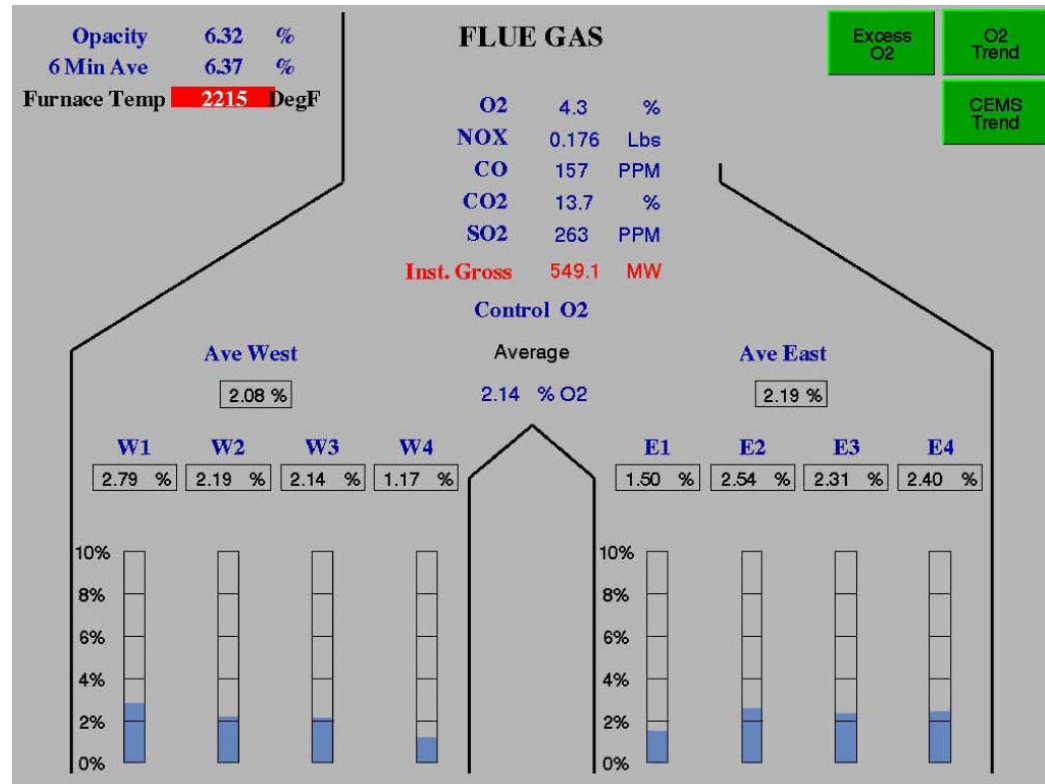 Opacity 6.32 %
6 Min Ave 6.37 %
Furnace Temp 2215 DegF
FLUE GAS
Excess O2
O2 Trend
CEMS Trend
O2 4.3 %
NOX 0.176 Lbs
CO 157 PPM
CO2 13.7 %
SO2 263 PPM
Inst. Gross 549.1 MW
Control O2
Ave West Average Ave East
2.08 % 2.14 % O2 2.19 %
W1 W2 W3 W4 E1 E2 E3 E4
2.79 % 2.19 % 2.14 % 1.17 % 1.50 % 2.54 % 2.31 % 2.40 %
10% 10%
8% 8%
6% 6%
4% 4%
2% 2%
0% 0%